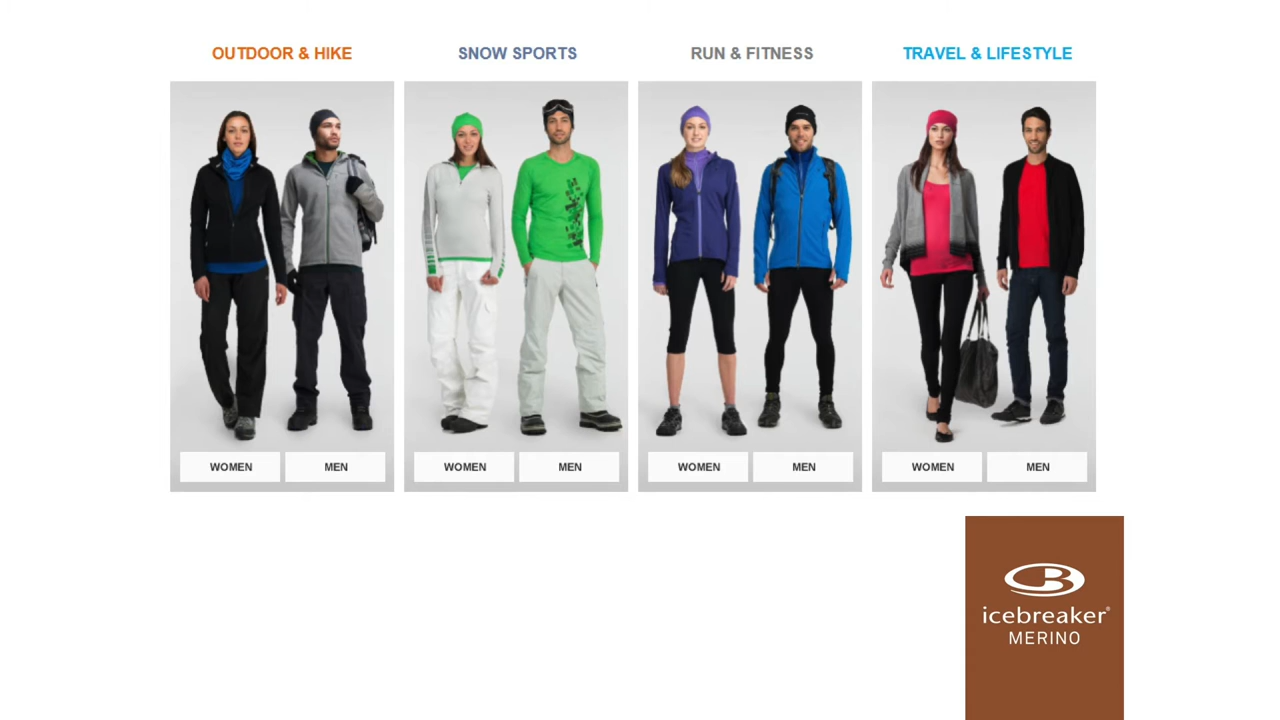 OUTDOOR & HIKE
SNOW SPORTS
RUN & FITNESS
TRAVEL & LIFESTYLE
WOMEN
MEN
WOMEN
MEN
WOMEN
MEN
WOMEN
MEN
icebreaker®
MERINO